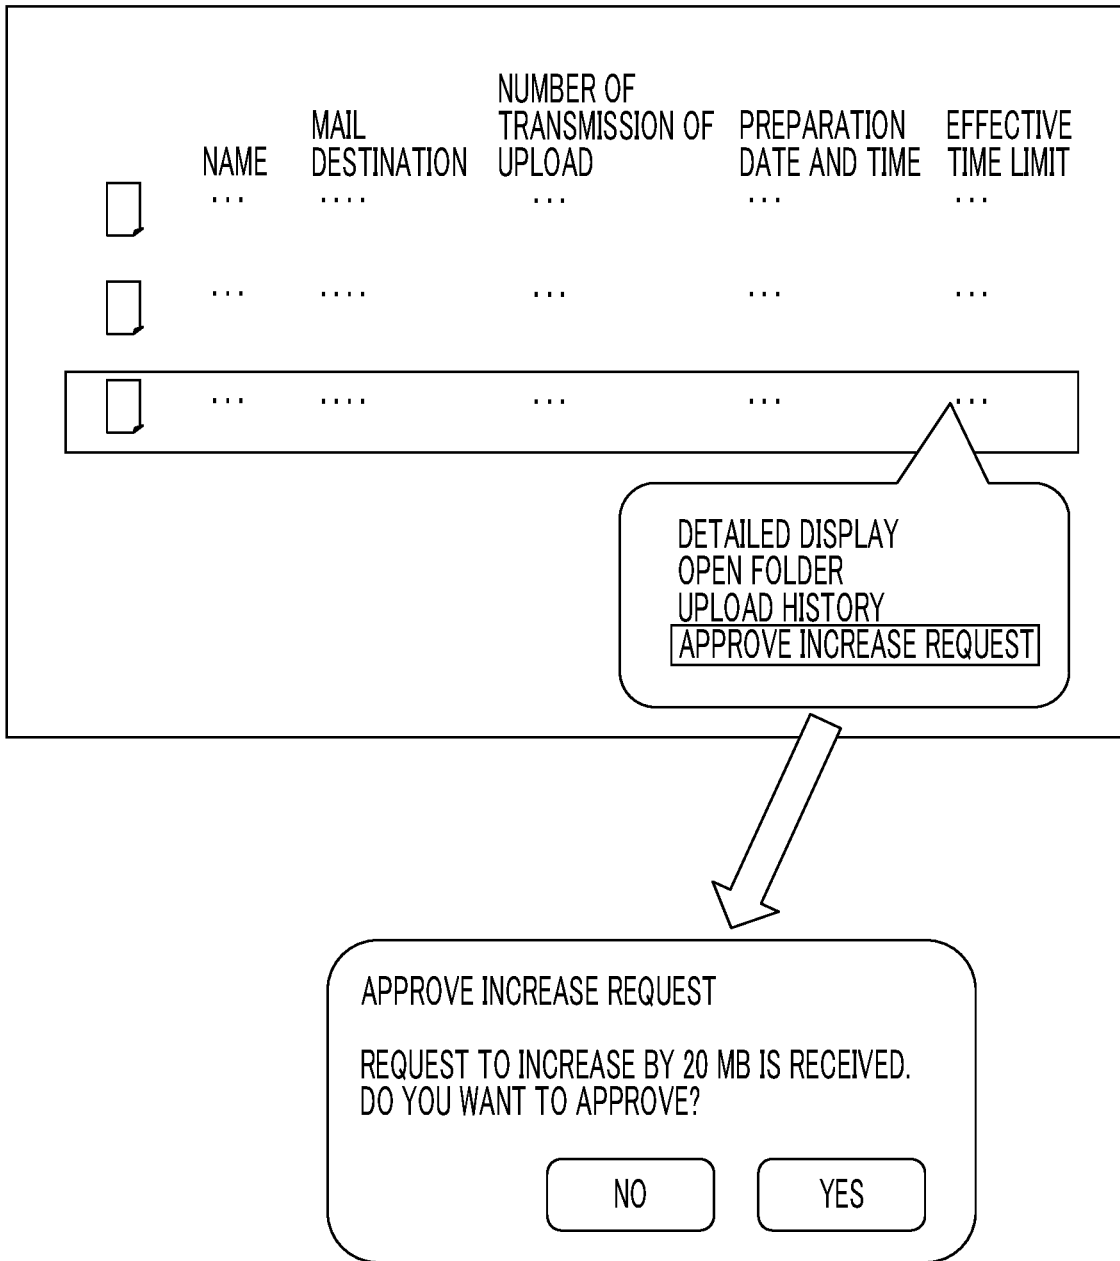 NAME MAIL DESTINATION NUMBER OF TRANSMISSION OF UPLOAD PREPARATION DATE AND TIME EFFECTIVE TIME LIMIT
... .... ... ... ...
... .... ... ... ...
... .... ... ... ...
DETAILED DISPLAY
OPEN FOLDER
UPLOAD HISTORY
APPROVE INCREASE REQUEST
APPROVE INCREASE REQUEST
REQUEST TO INCREASE BY 20 MB IS RECEIVED.
DO YOU WANT TO APPROVE?
NO YES